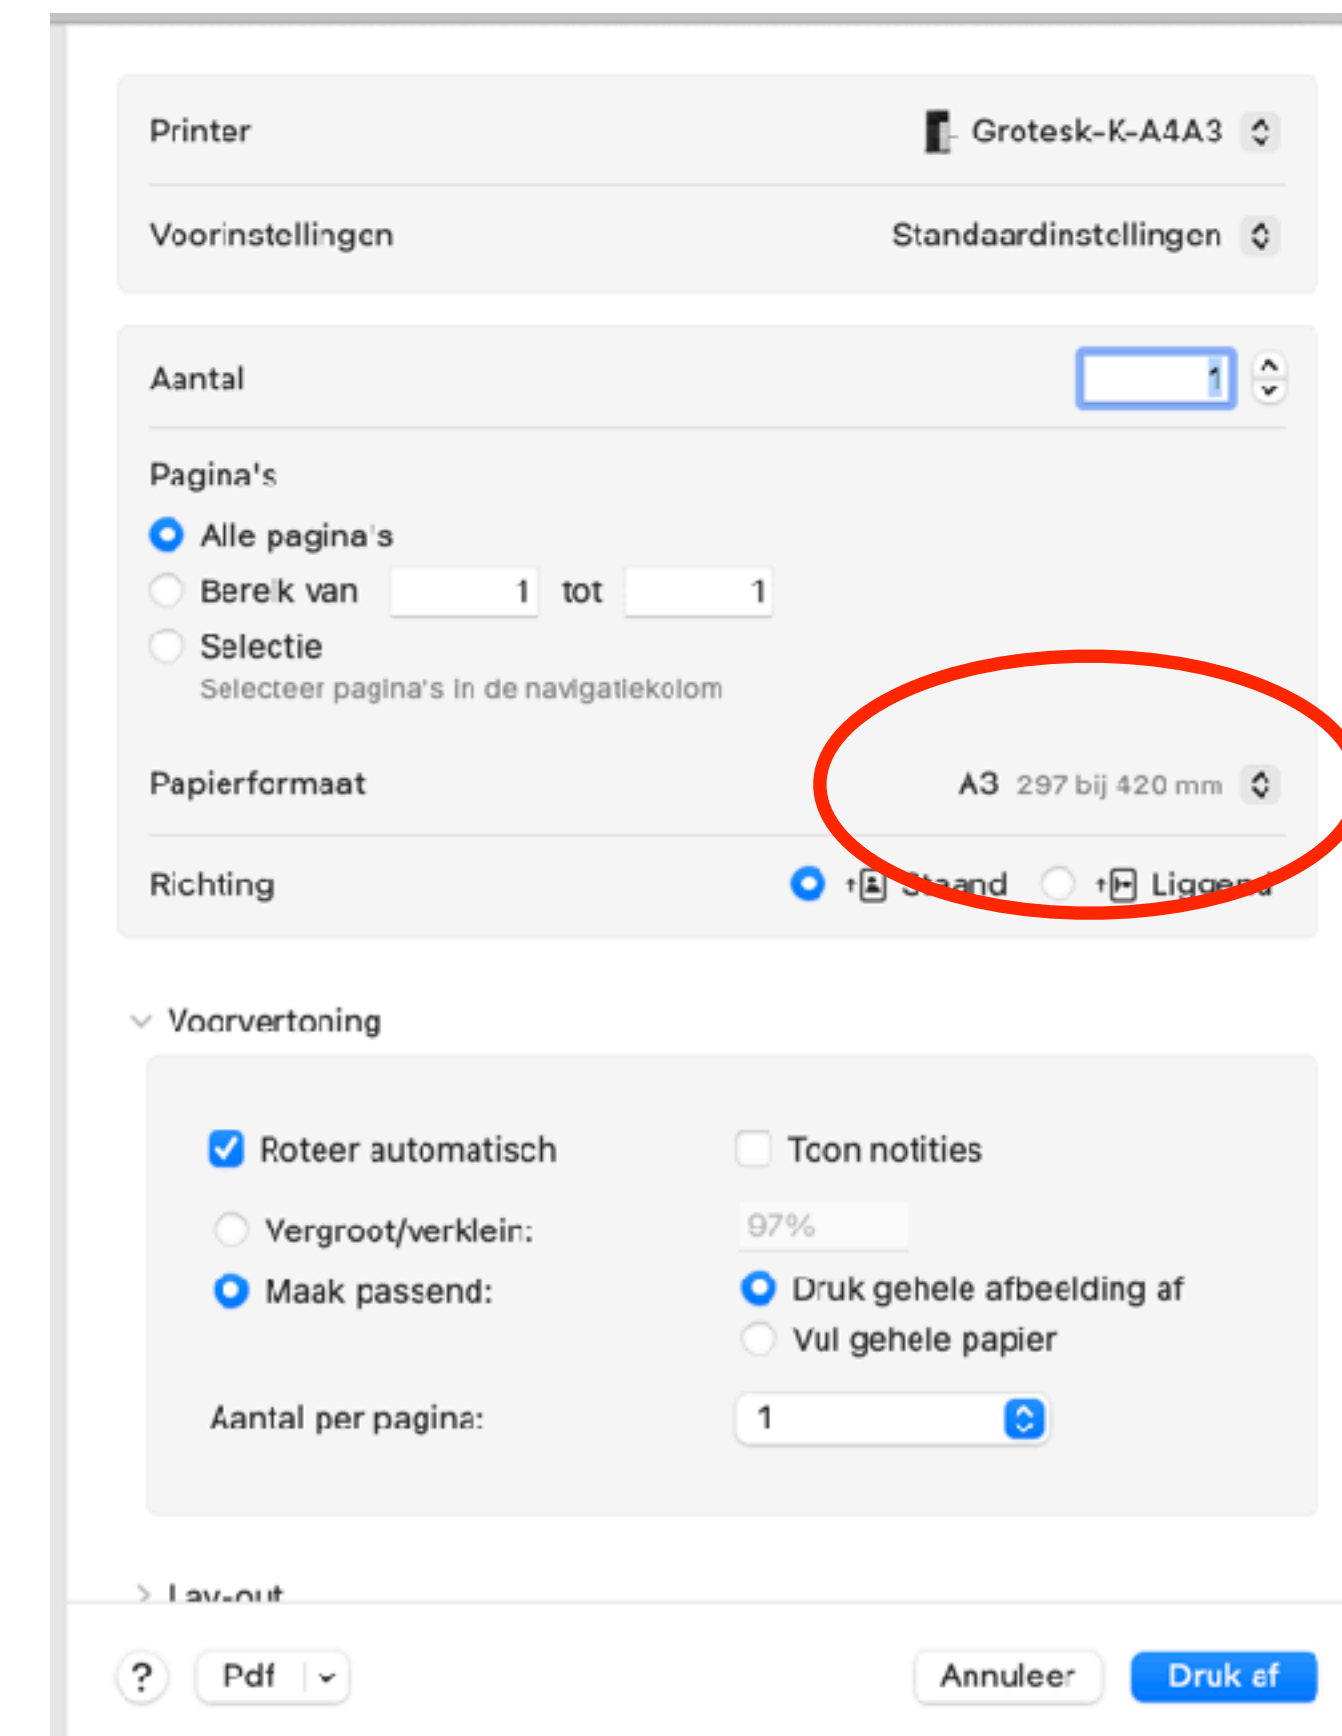 Printer Grotesk-K-A4A3
Voorinstellingen Standaardinstellingen
Aantal 1
Pagina's
Alle pagina's
Bereik van 1 tot 1
Selectie
Selecteer pagina's in de navigatiekolom
Papierformaat A3 297 bij 420 mm
Richting Staand Liggend
Voorvertoning
Roteer automatisch Toon notities
Vergroot/verklein: 97%
Maak passend: Druk gehele afbeelding af
Vul gehele papier
Aantal per pagina: 1
Lay-out
? Pdf Annuleer Druk af